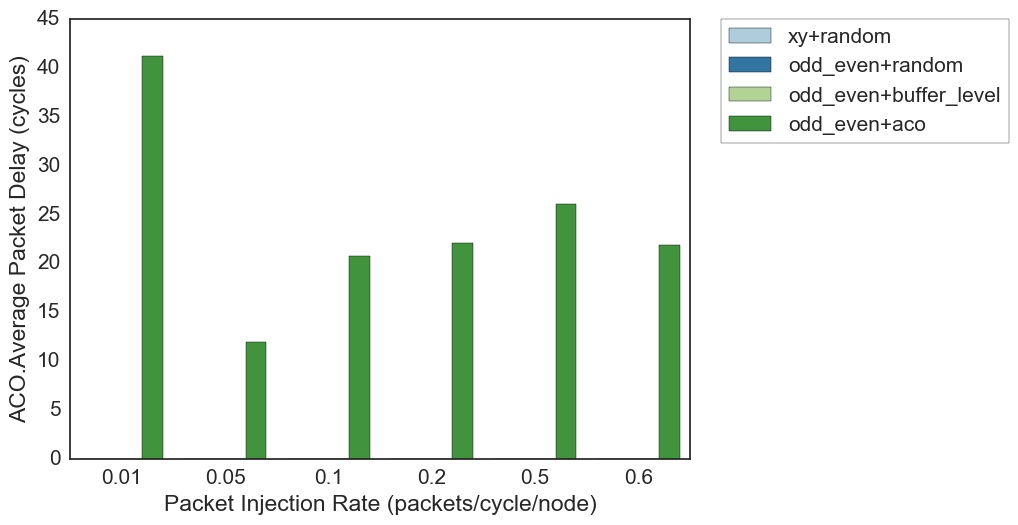 ACO.Average Packet Delay (cycles)
45
40
35
30
25
20
15
10
5
0
0.01 0.05 0.1 0.2 0.5 0.6
Packet Injection Rate (packets/cycle/node)
xy+random
odd_even+random
odd_even+buffer_level
odd_even+aco